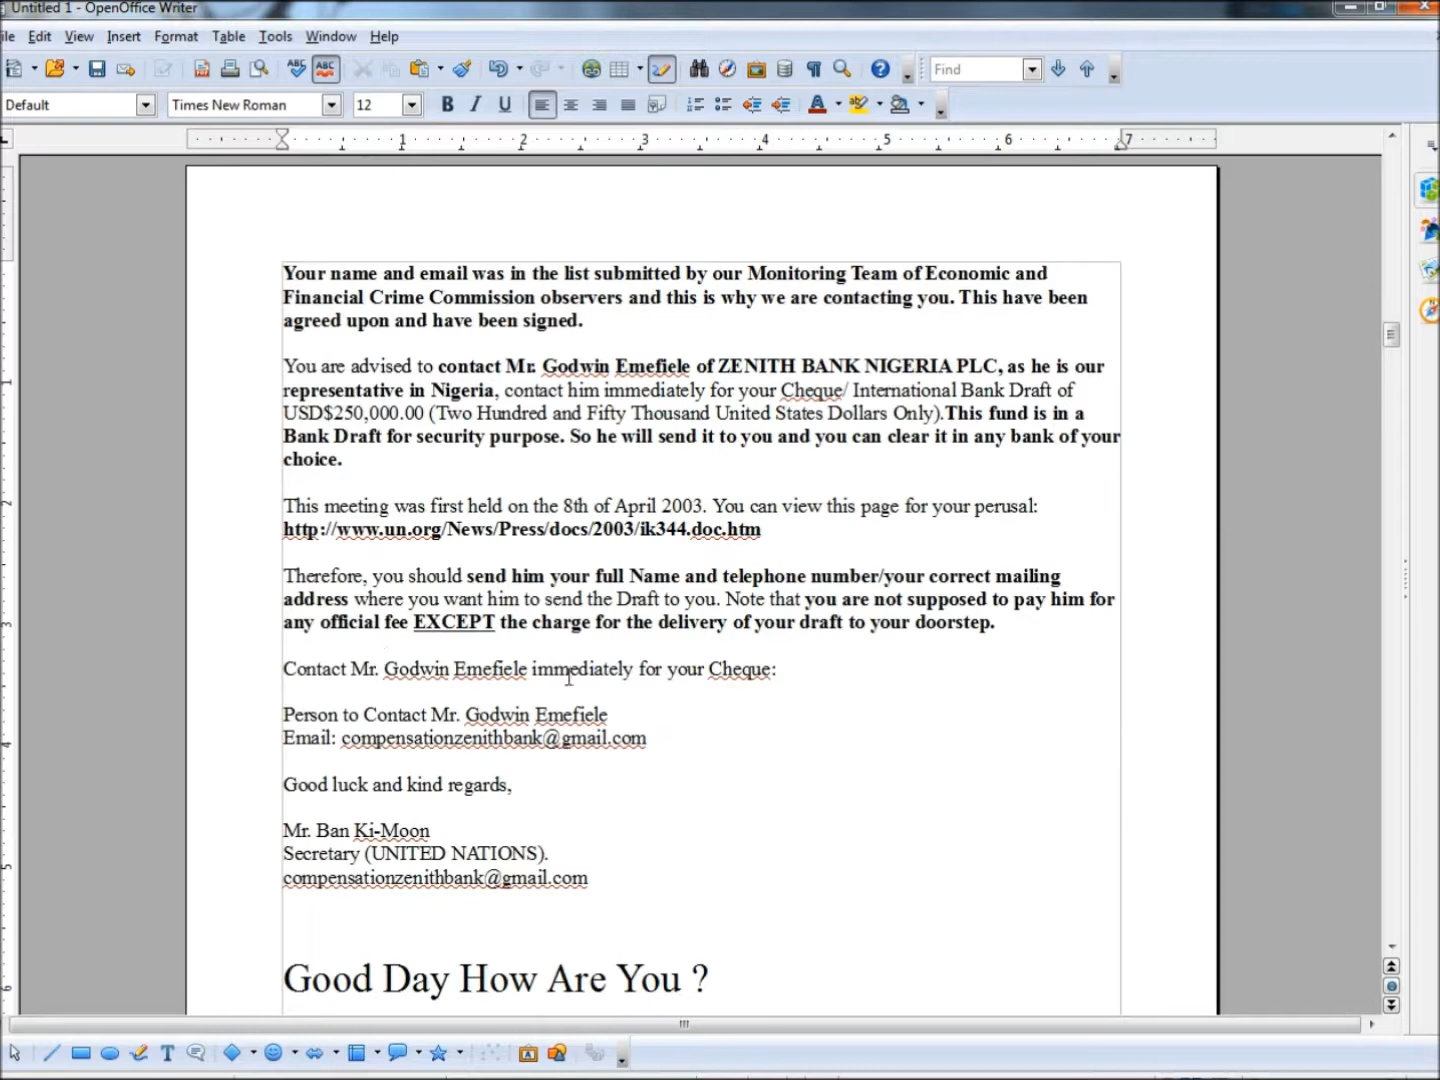 Untitled 1 - OpenOffice Writer
ile Edit View Insert Format Table Tools Window Help
Find
Default Times New Roman 12 B I U
1 2 3 4 5 6 7
Your name and email was in the list submitted by our Monitoring Team of Economic and
Financial Crime Commission observers and this is why we are contacting you. This have been
agreed upon and have been signed.
You are advised to contact Mr. Godwin Emefiele of ZENITH BANK NIGERIA PLC, as he is our
representative in Nigeria, contact him immediately for your Cheque/ International Bank Draft of
USD$250,000.00 (Two Hundred and Fifty Thousand United States Dollars Only).This fund is in a
Bank Draft for security purpose. So he will send it to you and you can clear it in any bank of your
choice.
This meeting was first held on the 8th of April 2003. You can view this page for your perusal:
http://www.un.org/News/Press/docs/2003/ik344.doc.htm
Therefore, you should send him your full Name and telephone number/your correct mailing
address where you want him to send the Draft to you. Note that you are not supposed to pay him for
any official fee EXCEPT the charge for the delivery of your draft to your doorstep.
Contact Mr. Godwin Emefiele immediately for your Cheque:
Person to Contact Mr. Godwin Emefiele
Email: compensationzenithbank@gmail.com
Good luck and kind regards,
Mr. Ban Ki-Moon
Secretary (UNITED NATIONS).
compensationzenithbank@gmail.com
Good Day How Are You ?